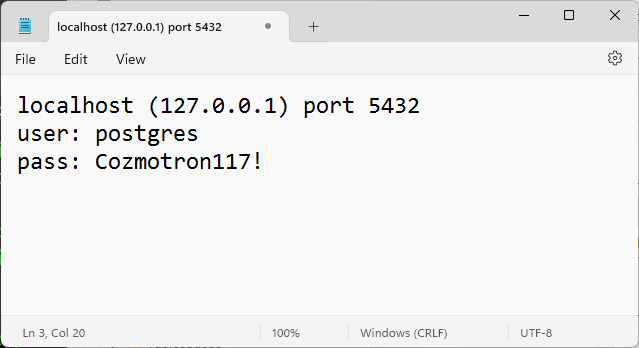 localhost (127.0.0.1) port 5432
File Edit View
localhost (127.0.0.1) port 5432
user: postgres
pass: Cozmotron117!
Ln 3, Col 20 100% Windows (CRLF) UTF-8